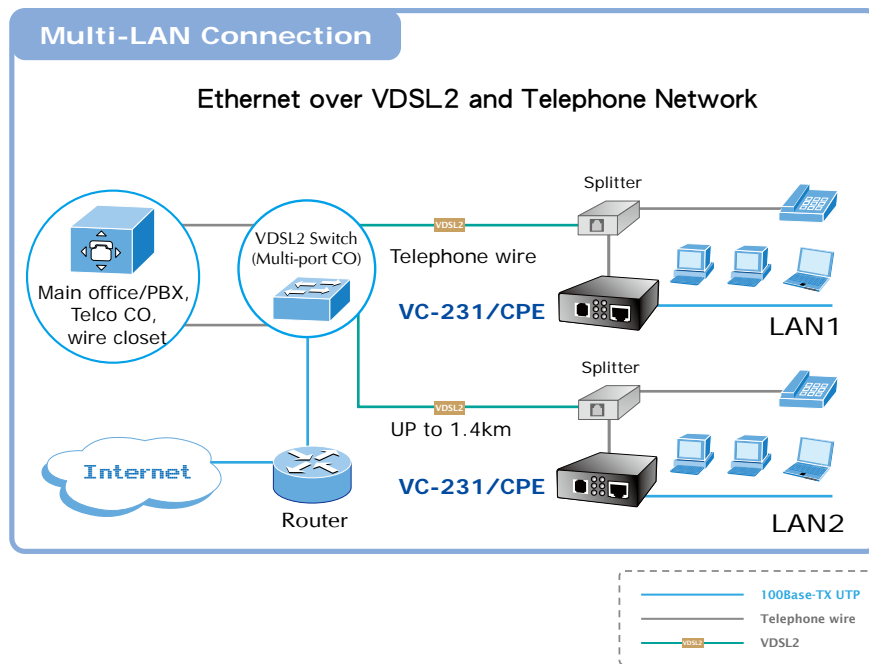 Multi-LAN Connection
Ethernet over VDSL2 and Telephone Network
Splitter
VDSL2
VDSL2 Switch
(Multi-port CO)
Telephone wire
Main office/PBX,
Telco CO,
wire closet
VC-231/CPE
LAN1
Splitter
VDSL2
UP to 1.4km
Internet
VC-231/CPE
Router
LAN2
100Base-TX UTP
Telephone wire
VDSL2
VDSL2